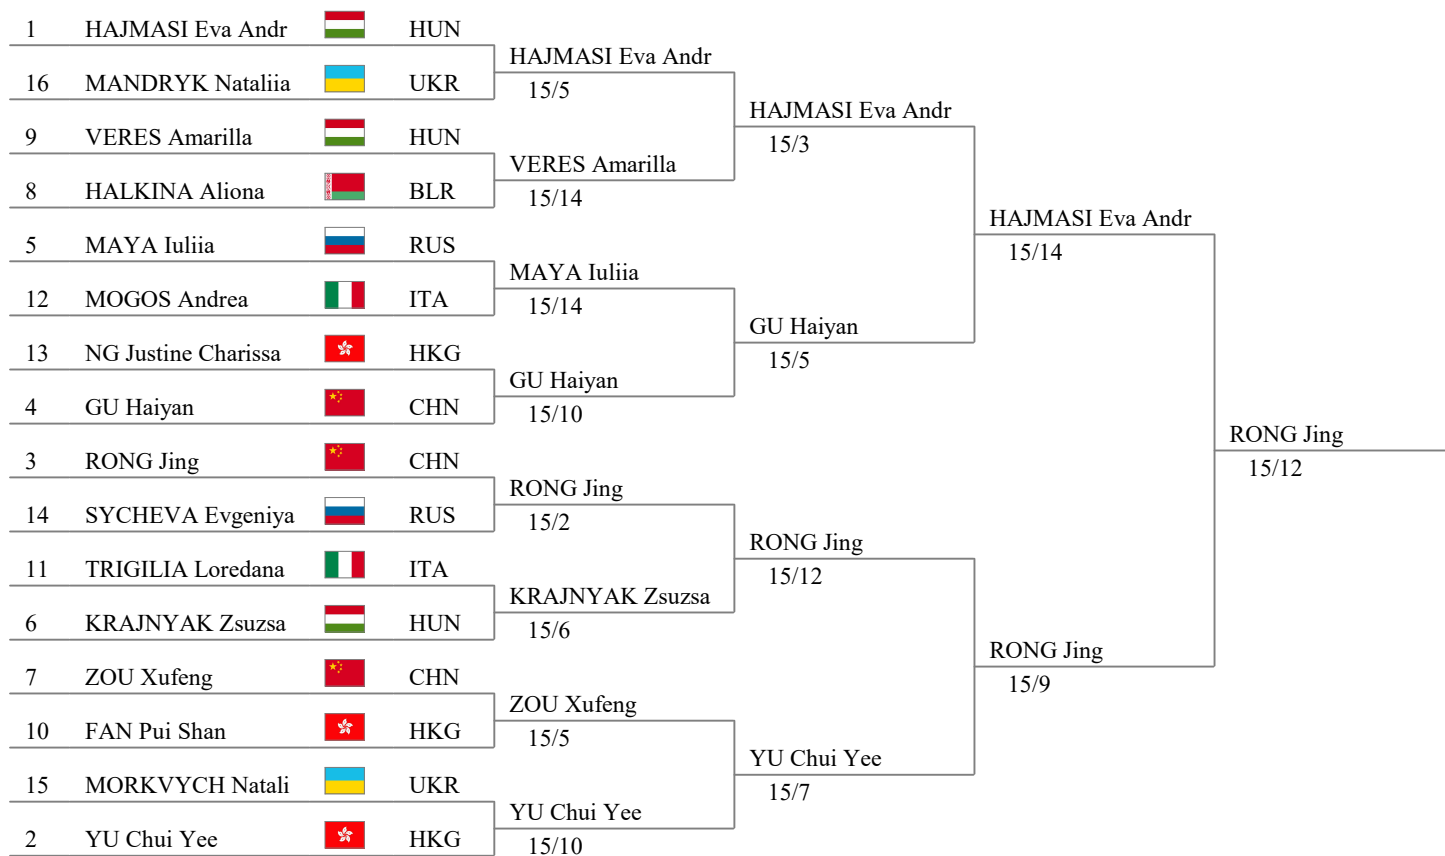 1 HAJMASI Eva Andr HUN
16 MANDRYK Nataliia UKR
9 VERES Amarilla HUN
8 HALKINA Aliona BLR
5 MAYA Iuliia RUS
12 MOGOS Andrea ITA
13 NG Justine Charissa HKG
4 GU Haiyan CHN
3 RONG Jing CHN
14 SYCHEVA Evgeniya RUS
11 TRIGILIA Loredana ITA
6 KRAJNYAK Zsuzsa HUN
7 ZOU Xufeng CHN
10 FAN Pui Shan HKG
15 MORKVYCH Natali UKR
2 YU Chui Yee HKG
HAJMASI Eva Andr
15/5
VERES Amarilla
15/14
MAYA Iuliia
15/14
GU Haiyan
15/10
RONG Jing
15/2
KRAJNYAK Zsuzsa
15/6
ZOU Xufeng
15/5
YU Chui Yee
15/10
HAJMASI Eva Andr
15/3
GU Haiyan
15/5
RONG Jing
15/12
YU Chui Yee
15/7
HAJMASI Eva Andr
15/14
RONG Jing
15/9
RONG Jing
15/12